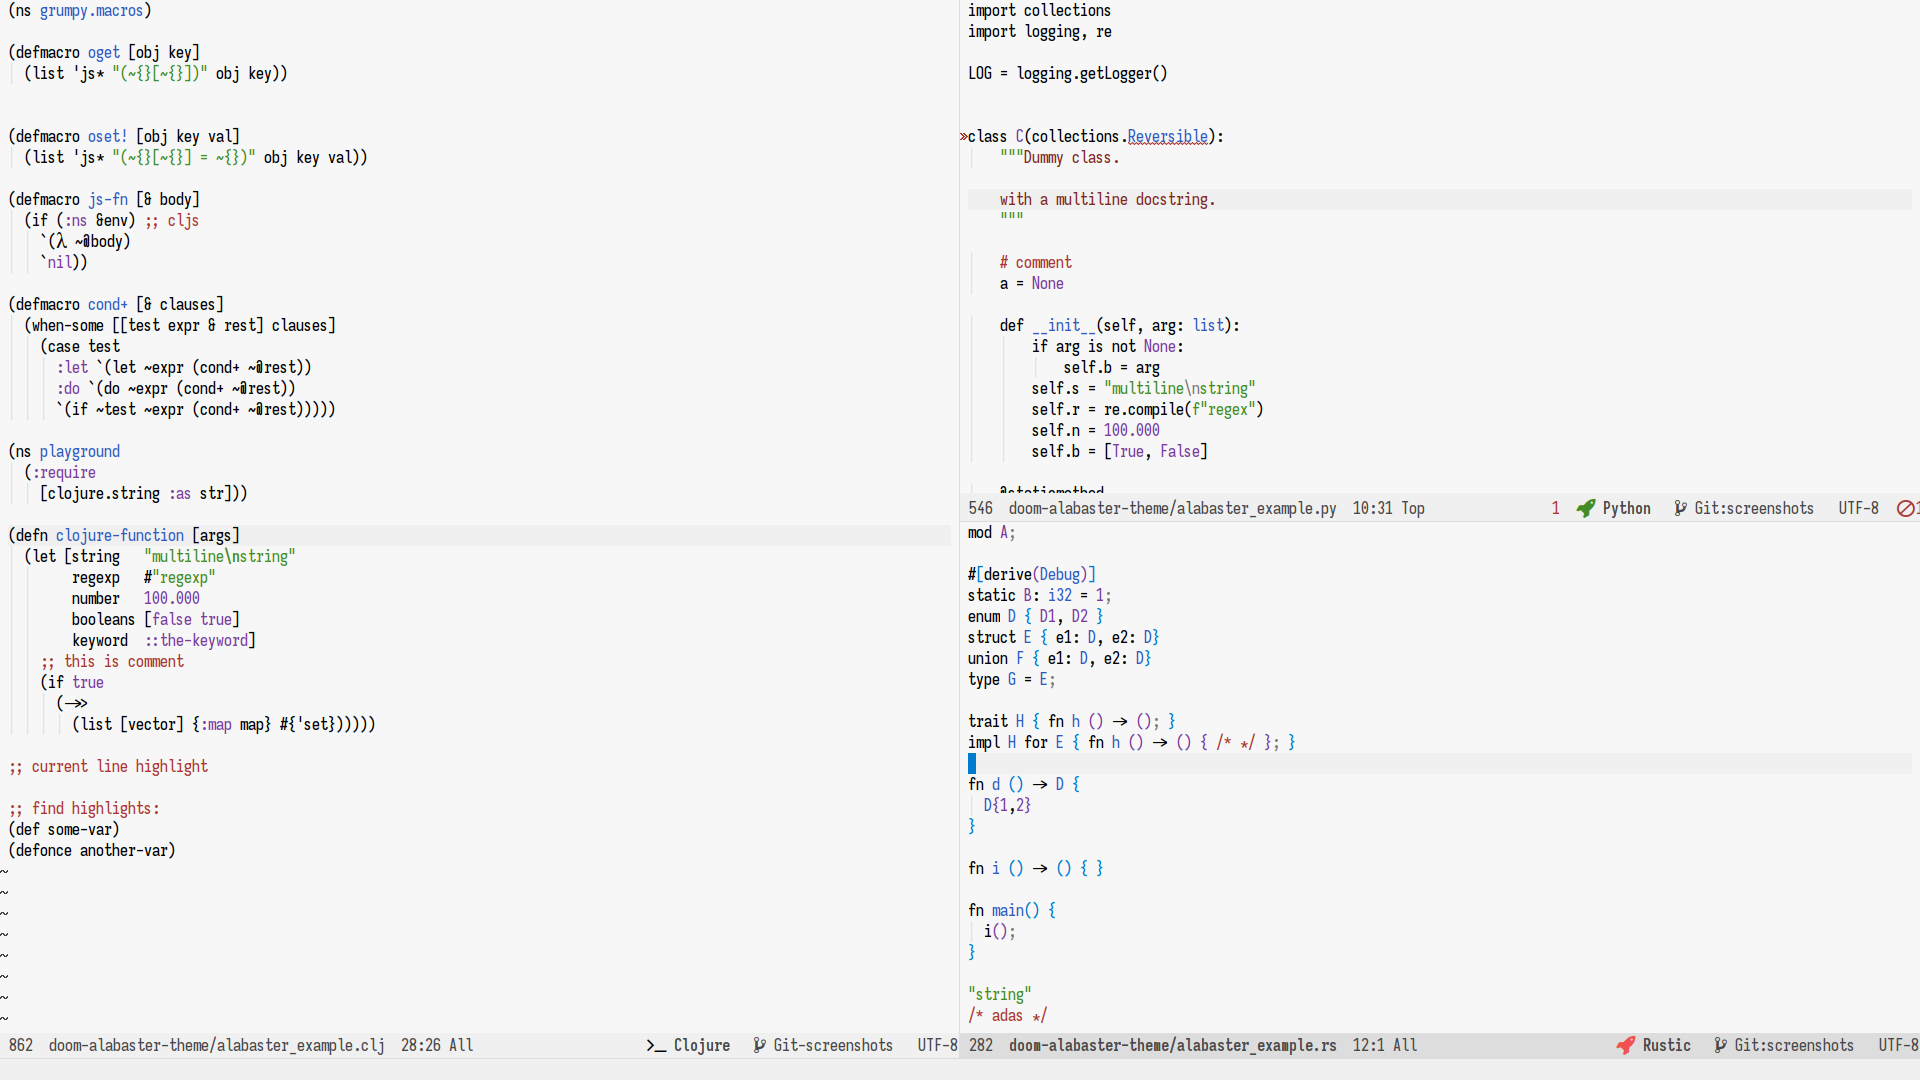 (ns grumpy.macros)
(defmacro oget [obj key]
(list 'js* "(~{}[~{}])" obj key))
(defmacro oset! [obj key val]
(list 'js* "(~{}[~{}] = ~{})" obj key val))
(defmacro js-fn [& body]
(if (:ns &env) ;; cljs
`(λ ~@body)
`nil))
(defmacro cond+ [& clauses]
(when-some [[test expr & rest] clauses]
(case test
:let `(let ~expr (cond+ ~@rest))
:do `(do ~expr (cond+ ~@rest))
`(if ~test ~expr (cond+ ~@rest)))))
(ns playground
(:require
[clojure.string :as str]))
(defn clojure-function [args]
(let [string "multiline\nstring"
regexp #"regexp"
number 100.000
booleans [false true]
keyword ::the-keyword]
;; this is comment
(if true
(->>
(list [vector] {:map map} #{'set})))))
;; current line highlight
;; find highlights:
(def some-var)
(defonce another-var)
~
~
~
~
~
~
~
~
862 doom-alabaster-theme/alabaster_example.clj 28:26 All Clojure Git-screenshots UTF-8
import collections
import logging, re
LOG = logging.getLogger()
»class C(collections.Reversible):
"""Dummy class.
with a multiline docstring.
"""
# comment
a = None
def __init__(self, arg: list):
if arg is not None:
self.b = arg
self.s = "multiline\nstring"
self.r = re.compile(f"regex")
self.n = 100.000
self.b = [True, False]
@staticmethod
546 doom-alabaster-theme/alabaster_example.py 10:31 Top 1 Python Git:screenshots UTF-8 1
mod A;
#[derive(Debug)]
static B: i32 = 1;
enum D { D1, D2 }
struct E { e1: D, e2: D}
union F { e1: D, e2: D}
type G = E;
trait H { fn h () -> (); }
impl H for E { fn h () -> () { /* */ }; }
fn d () -> D {
D{1,2}
}
fn i () -> () { }
fn main() {
i();
}
"string"
/* adas */
282 doom-alabaster-theme/alabaster_example.rs 12:1 All Rustic Git:screenshots UTF-8